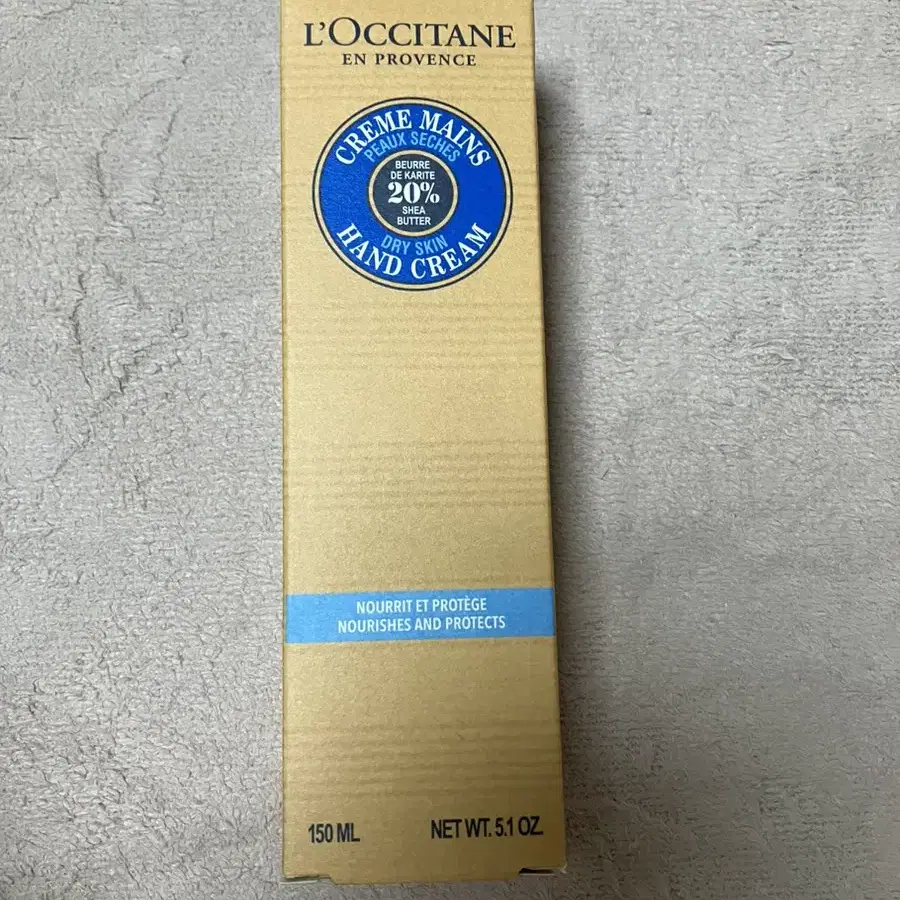 L'OCCITANE
EN PROVENCE
CREME MAINS
PEAUX SECHES
BEURRE
DE KARITE
20%
SHEA
BUTTER
DRY SKIN
HAND CREAM
NOURRIT ET PROTÈGE
NOURISHES AND PROTECTS
150 ML
NET WT. 5.1 OZ.